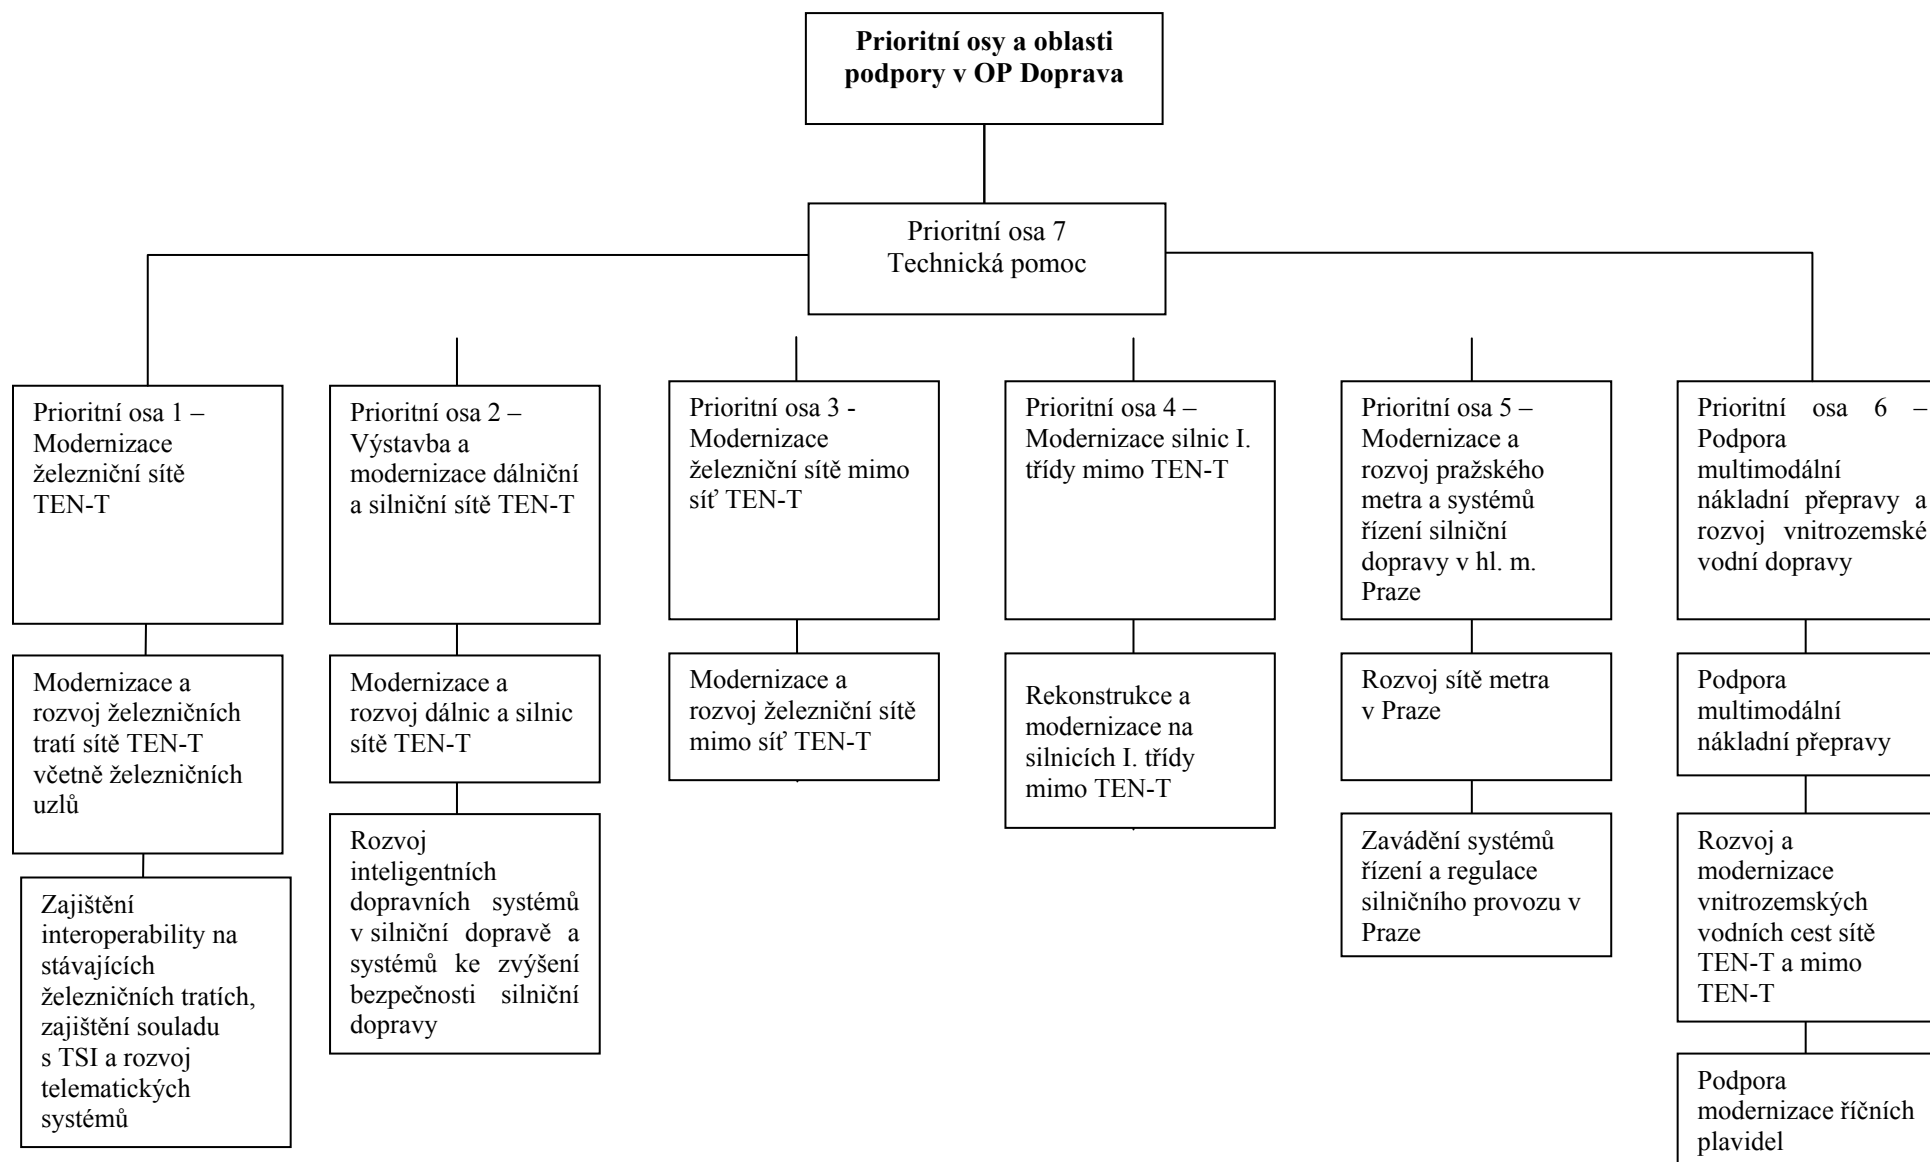 Prioritní osy a oblasti
podpory v OP Doprava
Prioritní osa 7
Technická pomoc
Prioritní osa 1 –
Modernizace
železniční sítě
TEN-T
Prioritní osa 2 –
Výstavba a
modernizace dálniční
a silniční sítě TEN-T
Prioritní osa 3 -
Modernizace
železniční sítě mimo
síť TEN-T
Prioritní osa 4 –
Modernizace silnic I.
třídy mimo TEN-T
Prioritní osa 5 –
Modernizace a
rozvoj pražského
metra a systémů
řízení silniční
dopravy v hl. m.
Praze
Prioritní osa 6 –
Podpora
multimodální
nákladní přepravy a
rozvoj vnitrozemské
vodní dopravy
Modernizace a
rozvoj železničních
tratí sítě TEN-T
včetně železničních
uzlů
Modernizace a
rozvoj dálnic a silnic
sítě TEN-T
Modernizace a
rozvoj železniční sítě
mimo síť TEN-T
Rekonstrukce a
modernizace na
silnicích I. třídy
mimo TEN-T
Rozvoj sítě metra
v Praze
Podpora
multimodální
nákladní přepravy
Zajištění
interoperability na
stávajících
železničních tratích,
zajištění souladu
s TSI a rozvoj
telematických
systémů
Rozvoj
inteligentních
dopravních systémů
v silniční dopravě a
systémů ke zvýšení
bezpečnosti silniční
dopravy
Zavádění systémů
řízení a regulace
silničního provozu v
Praze
Rozvoj a
modernizace
vnitrozemských
vodních cest sítě
TEN-T a mimo
TEN-T
Podpora
modernizace říčních
plavidel